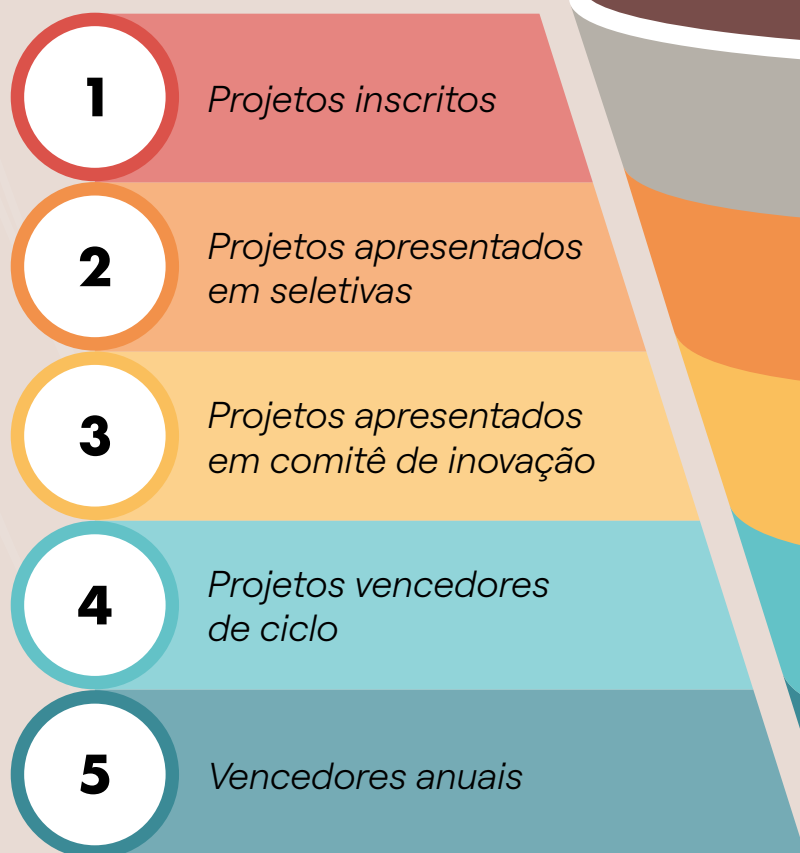 1
Projetos inscritos
2
Projetos apresentados
em seletivas
3
Projetos apresentados
em comitê de inovação
4
Projetos vencedores
de ciclo
5
Vencedores anuais